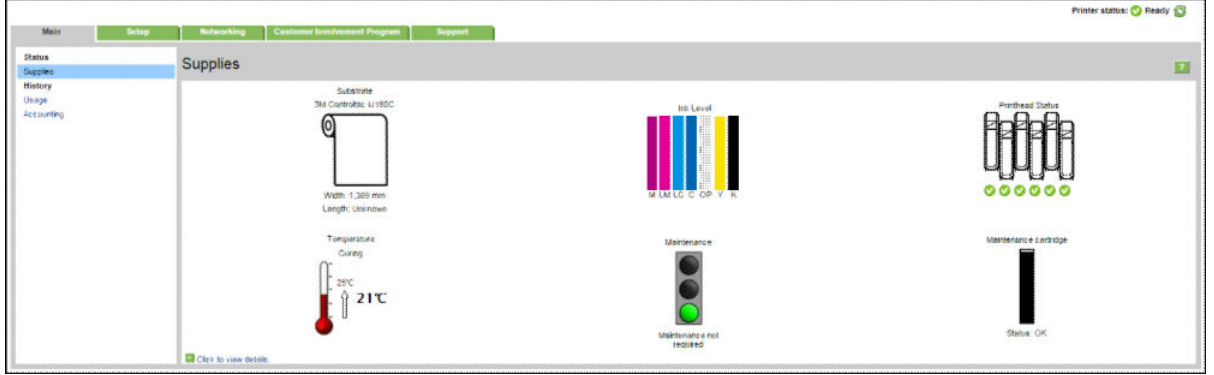 Printer status: Ready
Main Setup Networking Customer Involvement Program Support
Status
Supplies
History
Usage
Accounting
Supplies
?
Substrate
3M Controltac
Width: 1,269 mm
Length: Unknown
Ink Level
M LM LC C OP Y K
Printhead Status
Temperature
Curing
25°C
21°C
Maintenance
Maintenance not
required
Maintenance cartridge
Status: OK
Click to view details.